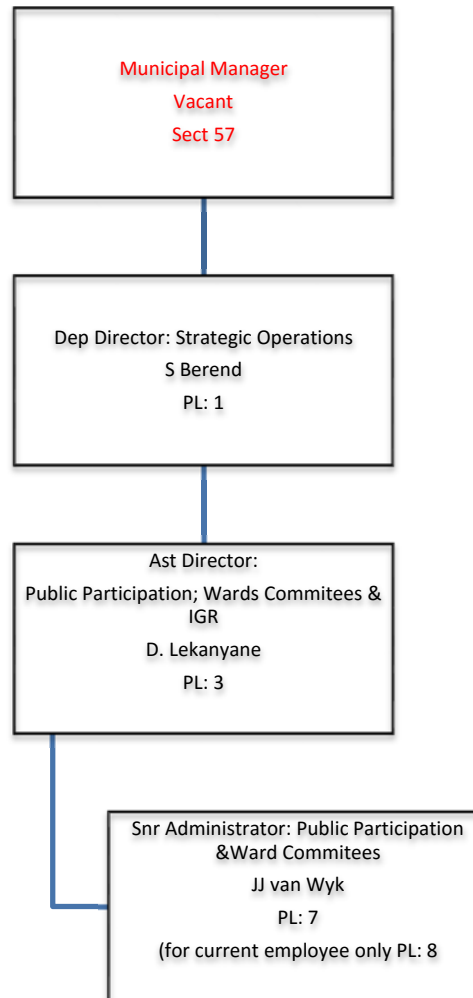 Municipal Manager
Vacant
Sect 57
Dep Director: Strategic Operations
S Berend
PL: 1
Ast Director:
Public Participation; Wards Commitees &
IGR
D. Lekanyane
PL: 3
Snr Administrator: Public Participation
&Ward Commitees
JJ van Wyk
PL: 7
(for current employee only PL: 8